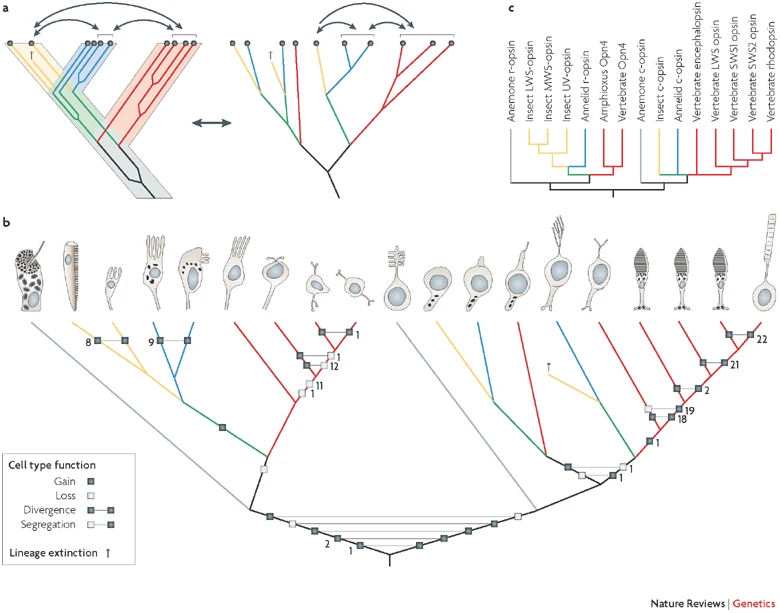 a
†
†
c
Anemone r-opsin
Insect LWS-opsin
Insect MWS-opsin
Insect UV-opsin
Annelid r-opsin
Amphioxus Opn4
Vertebrate Opn4
Anemone c-opsin
Insect c-opsin
Annelid c-opsin
Vertebrate encephalopsin
Vertebrate LWS opsin
Vertebrate SWS1 opsin
Vertebrate SWS2 opsin
Vertebrate rhodopsin
b
8
9
1
1
12
11
1
†
22
21
2
19
18
1
1
1
2
1
Cell type function
Gain
Loss
Divergence
Segregation
Lineage extinction †
Nature Reviews | Genetics